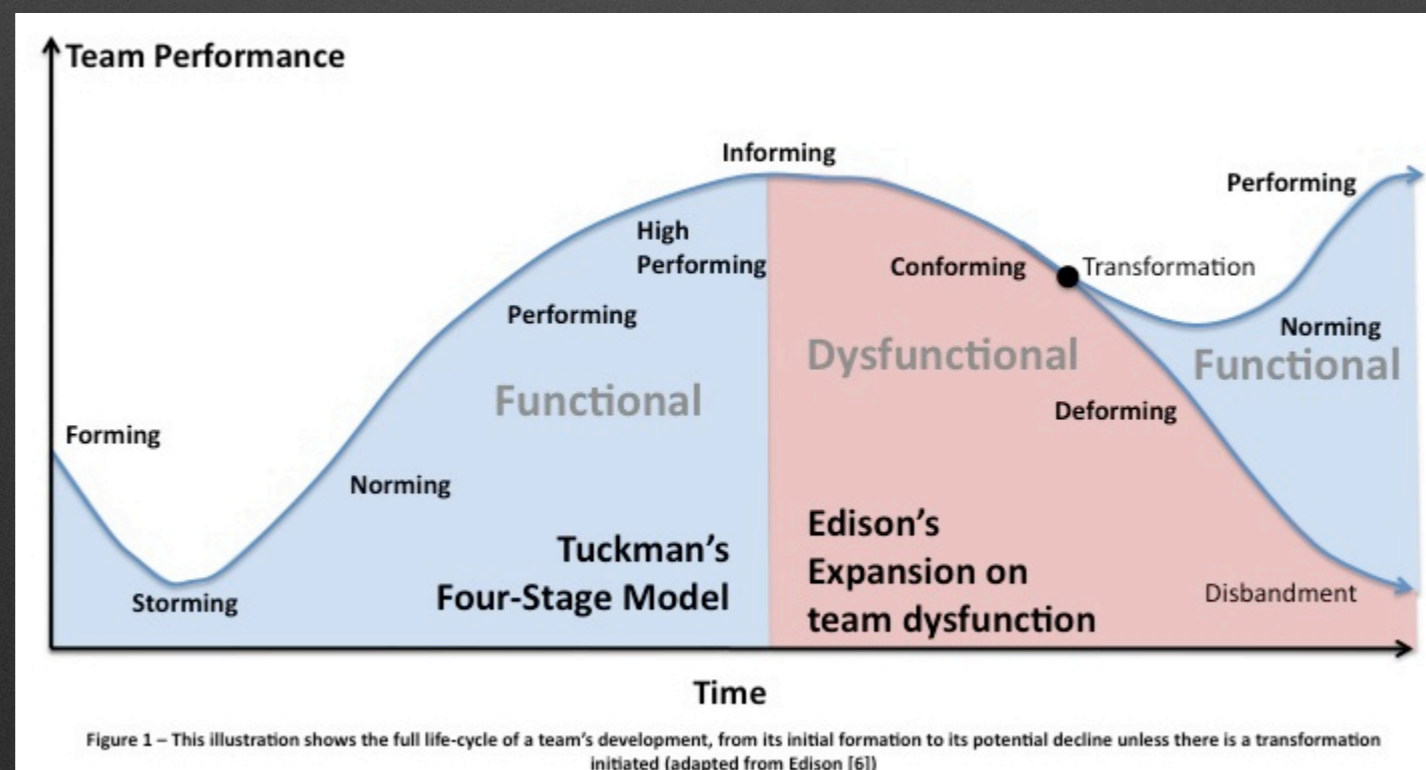 Team Performance
Informing
Performing
High
Performing
Conforming
Transformation
Performing
Norming
Dysfunctional
Functional
Functional
Deforming
Forming
Norming
Edison’s
Expansion on
team dysfunction
Tuckman’s
Four-Stage Model
Storming
Disbandment
Time
Figure 1 – This illustration shows the full life-cycle of a team’s development, from its initial formation to its potential decline unless there is a transformation
initiated (adapted from Edison [6])